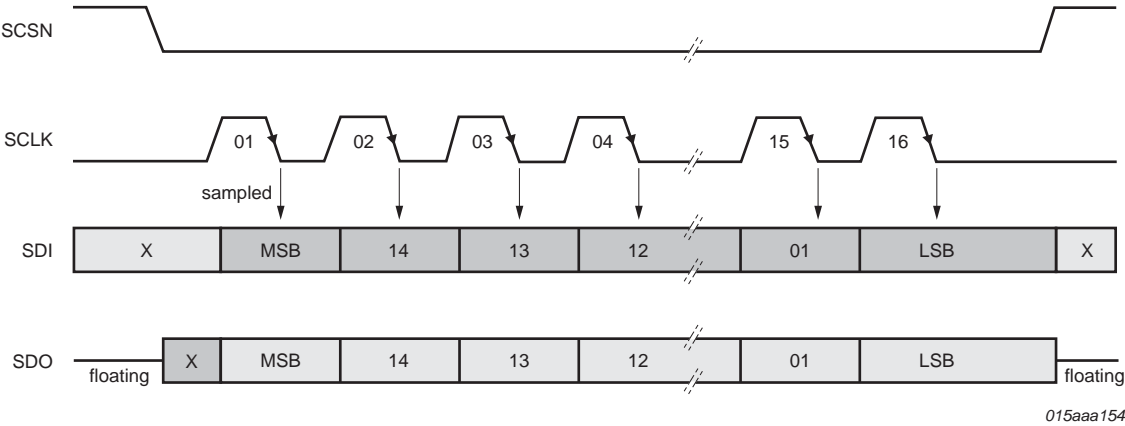 SCSN
SCLK
01 02 03 04 15 16
sampled
SDI
X MSB 14 13 12 01 LSB X
SDO
X MSB 14 13 12 01 LSB
floating
floating
015aaa154